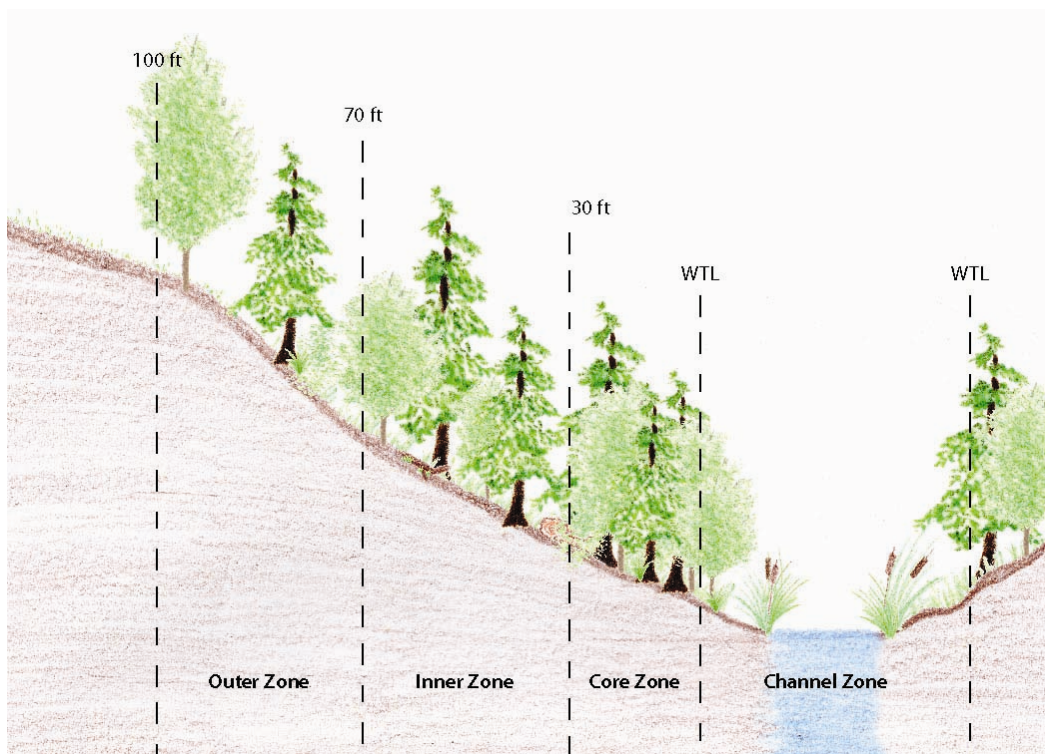 100 ft
70 ft
30 ft
WTL
WTL
Outer Zone
Inner Zone
Core Zone
Channel Zone